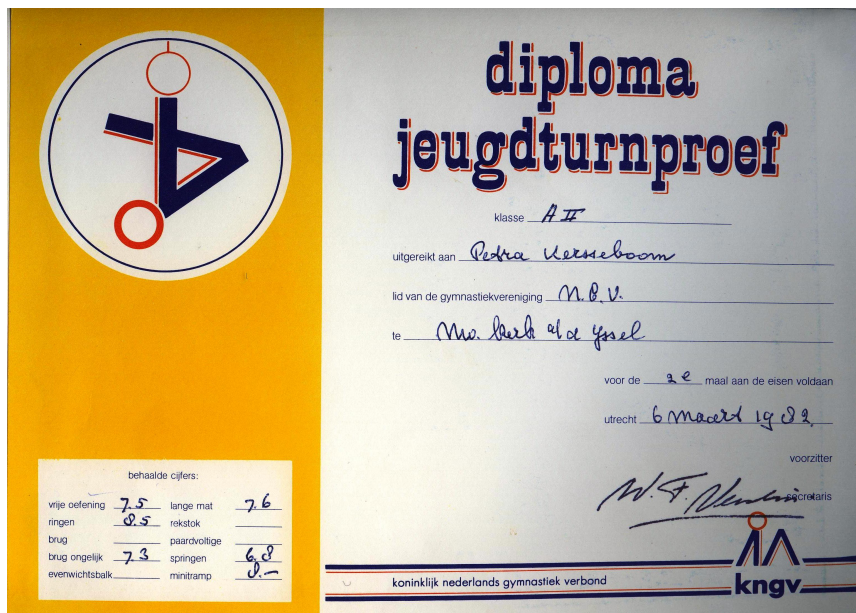 diploma
jeugdturnproef
klasse A II
uitgereikt aan Petra Kersseboom
lid van de gymnastiekvereniging N.B.V.
te kerk a/d yssel
voor de 2e maal aan de eisen voldaan
utrecht 6 maart 1982.
voorzitter
W.F.
secretaris
behaalde cijfers:
vrije oefening 7.5 lange mat 7.6
ringen 8.5 rekstok
brug paardvoltige
brug ongelijk 7.3 springen 6.8
evenwichtsbalk minitramp 8.-
koninklijk nederlands gymnastiek verbond
kngv